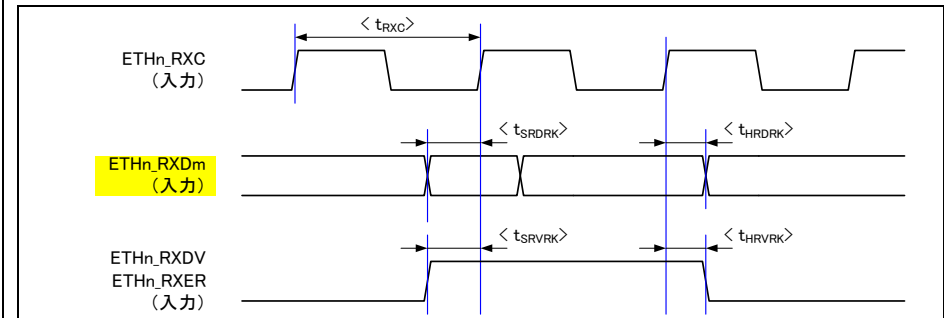 < tRXC>
ETHn_RXC
(入力)
< tSRDRK>
< tHRDRK>
ETHn_RXDm
(入力)
< tSRVRK>
< tHRVRK>
ETHn_RXDV
ETHn_RXER
(入力)